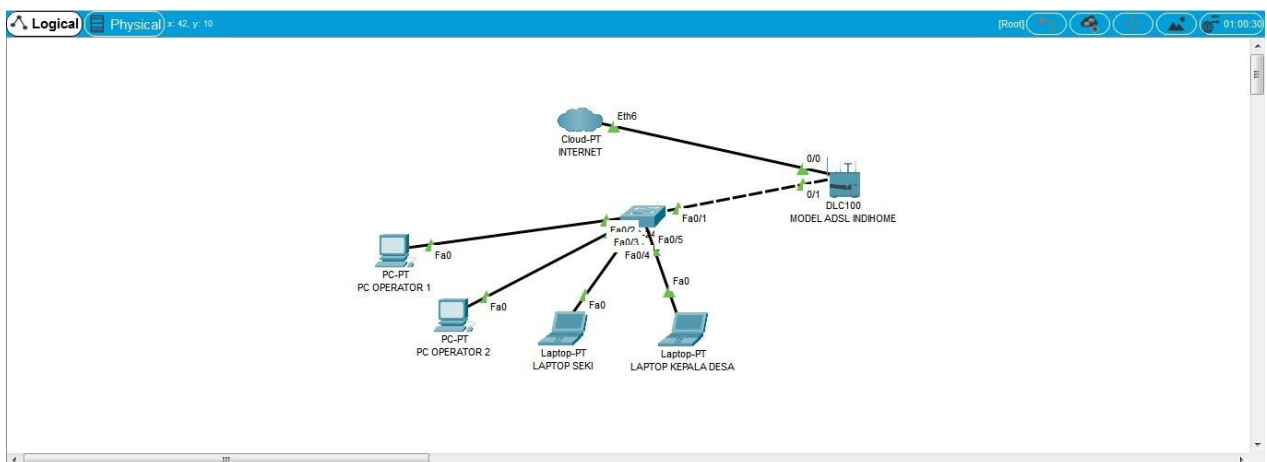 Logical
Physical
x: 42, y: 10
[Root]
01:00:30
Eth6
Cloud-PT
INTERNET
0/0
0/1
DLC100
MODEL ADSL INDIHOME
Fa0/1
Fa0/2
Fa0/3
Fa0/5
Fa0/4
Fa0
PC-PT
PC OPERATOR 1
Fa0
PC-PT
PC OPERATOR 2
Fa0
Laptop-PT
LAPTOP SEKI
Fa0
Laptop-PT
LAPTOP KEPALA DESA